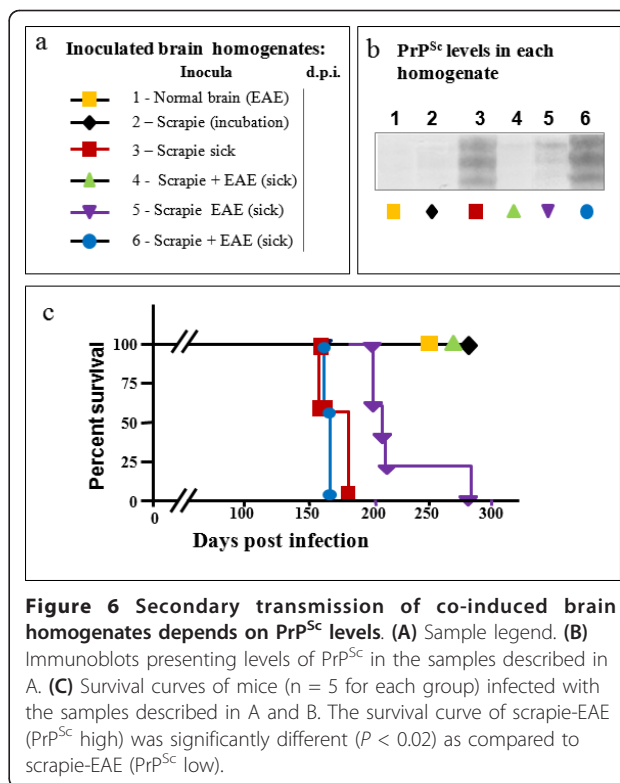 a
Inoculated brain homogenates:
Inocula d.p.i.
1 - Normal brain (EAE)
2 – Scrapie (incubation)
3 – Scrapie sick
4 - Scrapie + EAE (sick)
5 - Scrapie EAE (sick)
6 - Scrapie + EAE (sick)
b
PrPSc levels in each
homogenate
1 2 3 4 5 6
c
Percent survival
100
75
50
25
0
0 100 150 200 250 300
Days post infection
Figure 6 Secondary transmission of co-induced brain
homogenates depends on PrPSc levels. (A) Sample legend. (B)
Immunoblots presenting levels of PrPSc in the samples described in
A. (C) Survival curves of mice (n = 5 for each group) infected with
the samples described in A and B. The survival curve of scrapie-EAE
(PrPSc high) was significantly different (P < 0.02) as compared to
scrapie-EAE (PrPSc low).